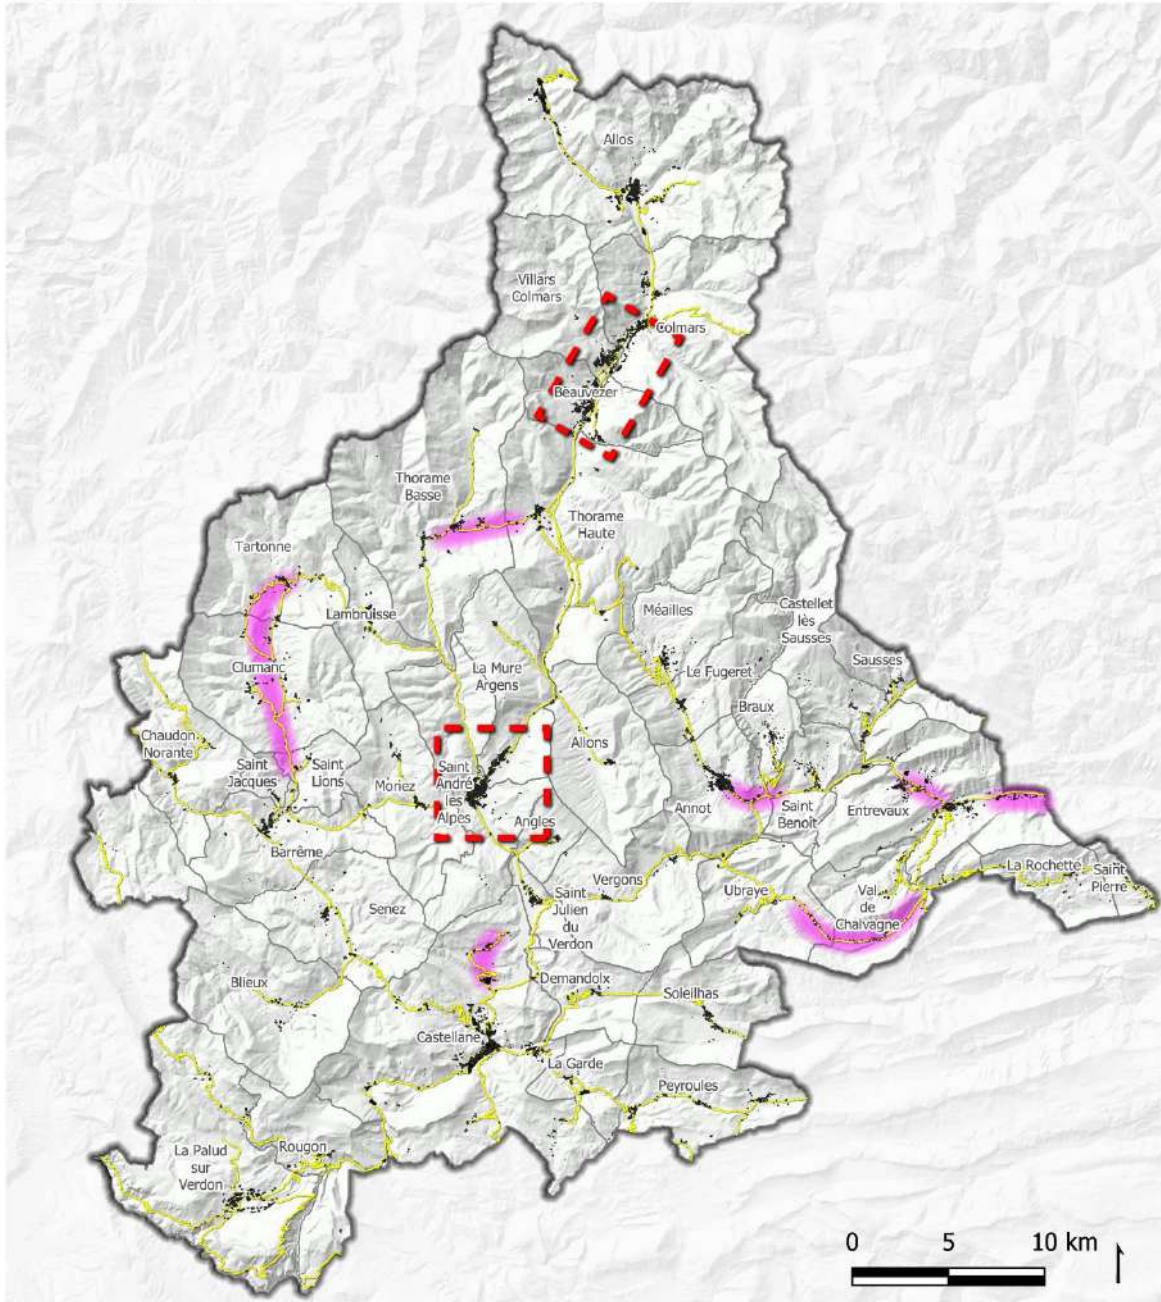 Allos
Villars
Colmars
Colmars
Beauvezer
Thorame
Basse
Thorame
Haute
Tartonne
Lambruisse
Méailles
Castellet
lès
Sausses
Clumanc
La Mure
Argens
Le Fugeret
Sausses
Braux
Chaudon
Norante
Allons
Saint
Jacques
Saint
Lions
Moriez
Saint
André
les
Alpes
Angles
Annot
Saint
Benoît
Entrevaux
Barrême
La Rochette
Saint
Pierre
Vergons
Ubraye
Val
de
Chalvagne
Senez
Saint
Julien
du
Verdon
Blieux
Demandolx
Soleilhas
Castellane
La Garde
Peyroules
La Palud
sur
Verdon
Rougon
0 5 10 km